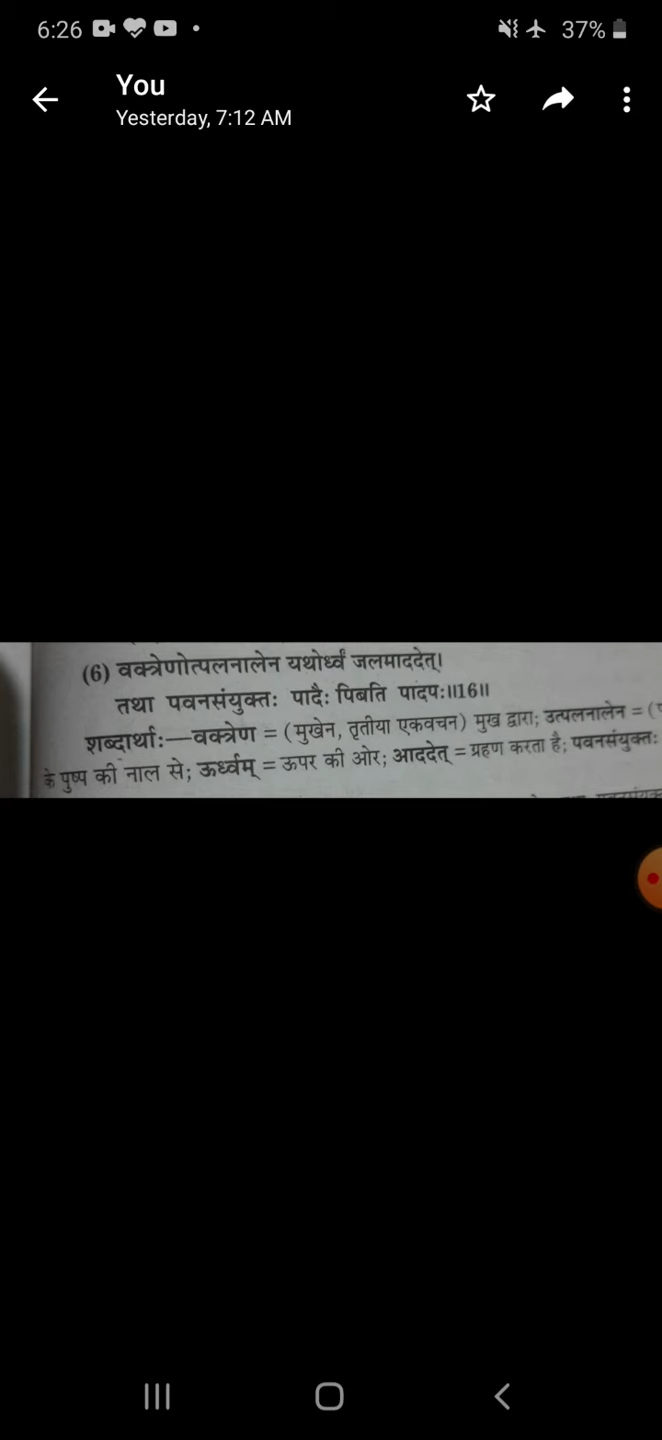 6:26
37%
You
Yesterday, 7:12 AM
(6) वक्त्रेणोत्पलनालेन यथोर्ध्वं जलमाददेत्।
तथा पवनसंयुक्तः पादैः पिबति पादपः॥16॥
शब्दार्थाः—वक्त्रेण = (मुखेन, तृतीया एकवचन) मुख द्वारा; उत्पलनालेन = (
के पुष्प की नाल से; ऊर्ध्वम् = ऊपर की ओर; आददेत् = ग्रहण करता है; पवनसंयुक्तः